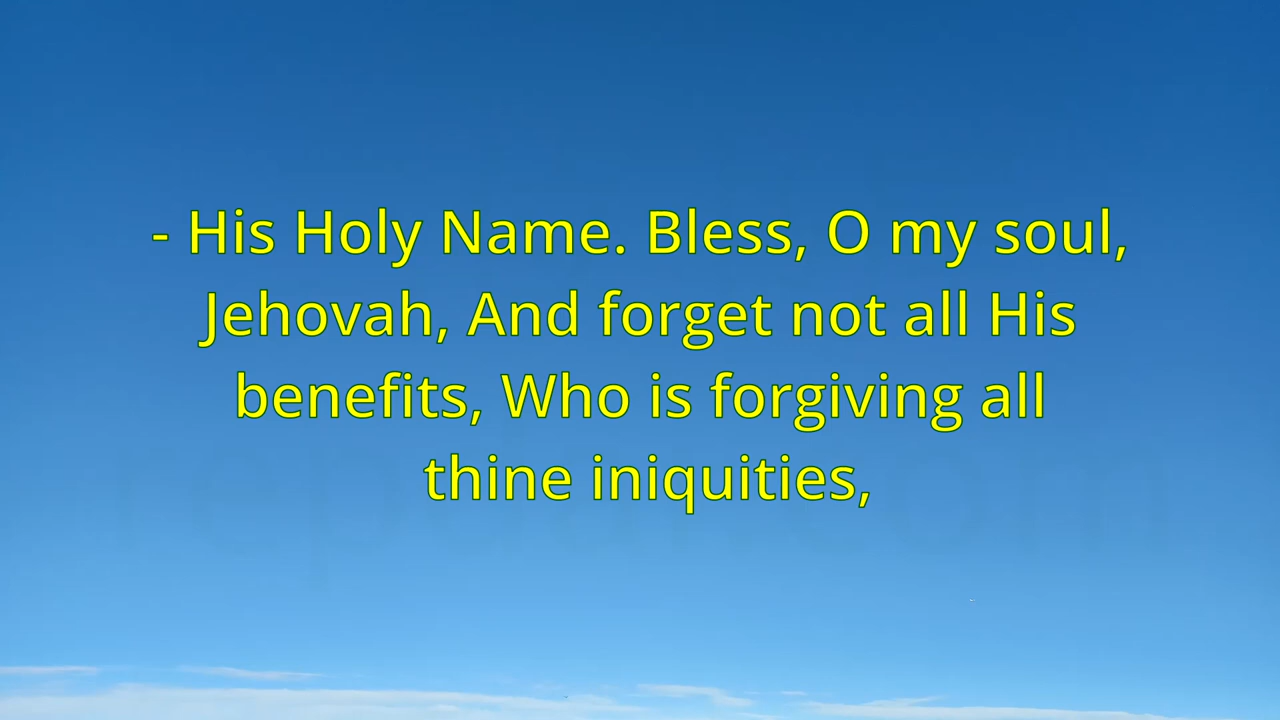 - His Holy Name. Bless, O my soul,
Jehovah, And forget not all His
benefits, Who is forgiving all
thine iniquities,